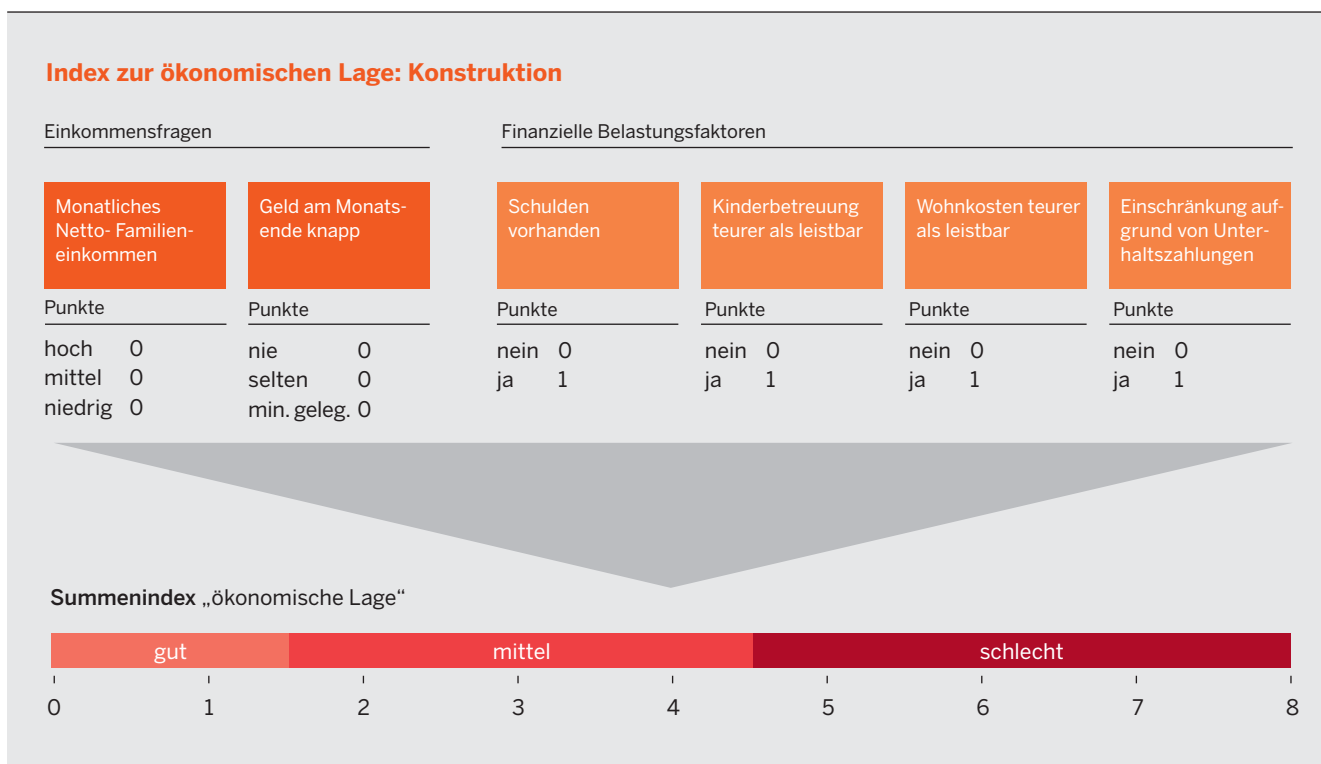 Index zur ökonomischen Lage: Konstruktion
Einkommensfragen
Finanzielle Belastungsfaktoren
Monatliches
Netto- Familien-
einkommen
Geld am Monats-
ende knapp
Schulden
vorhanden
Kinderbetreuung
teurer als leistbar
Wohnkosten teurer
als leistbar
Einschränkung auf-
grund von Unter-
haltszahlungen
Punkte
hoch 0
mittel 0
niedrig 0
Punkte
nie 0
selten 0
min. geleg. 0
Punkte
nein 0
ja 1
Punkte
nein 0
ja 1
Punkte
nein 0
ja 1
Punkte
nein 0
ja 1
Summenindex „ökonomische Lage“
gut mittel schlecht
0 1 2 3 4 5 6 7 8